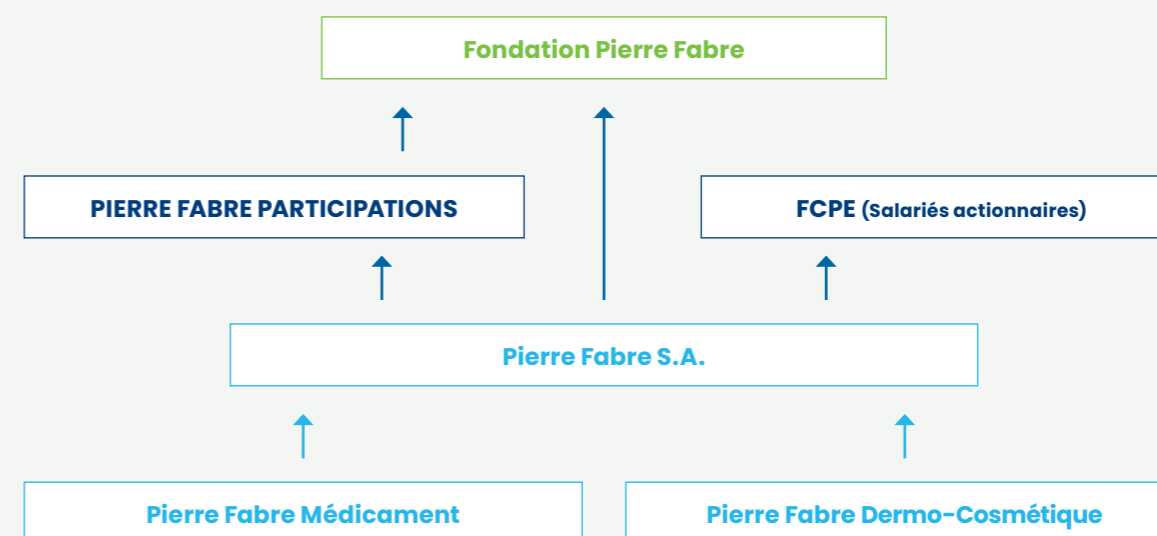 Fondation Pierre Fabre
PIERRE FABRE PARTICIPATIONS
FCPE (Salariés actionnaires)
Pierre Fabre S.A.
Pierre Fabre Médicament
Pierre Fabre Dermo-Cosmétique